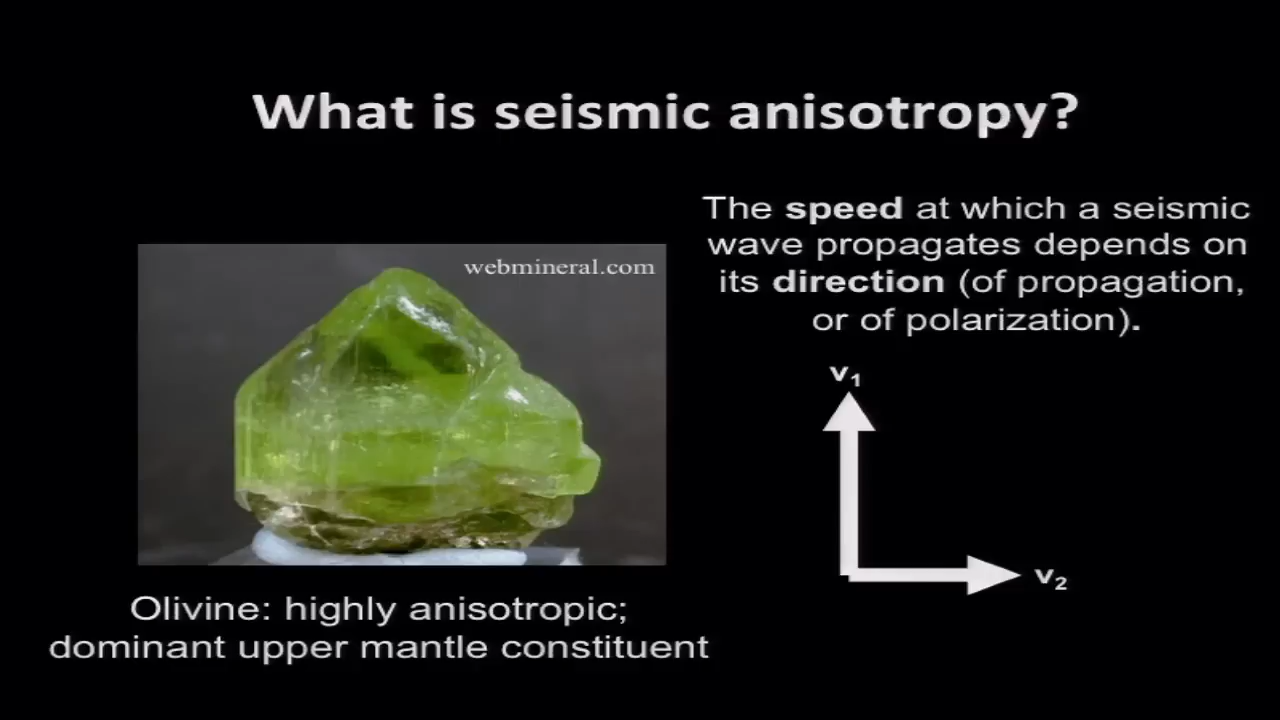 What is seismic anisotropy?
The speed at which a seismic
wave propagates depends on
its direction (of propagation,
or of polarization).
webmineral.com
v₁
v₂
Olivine: highly anisotropic;
dominant upper mantle constituent